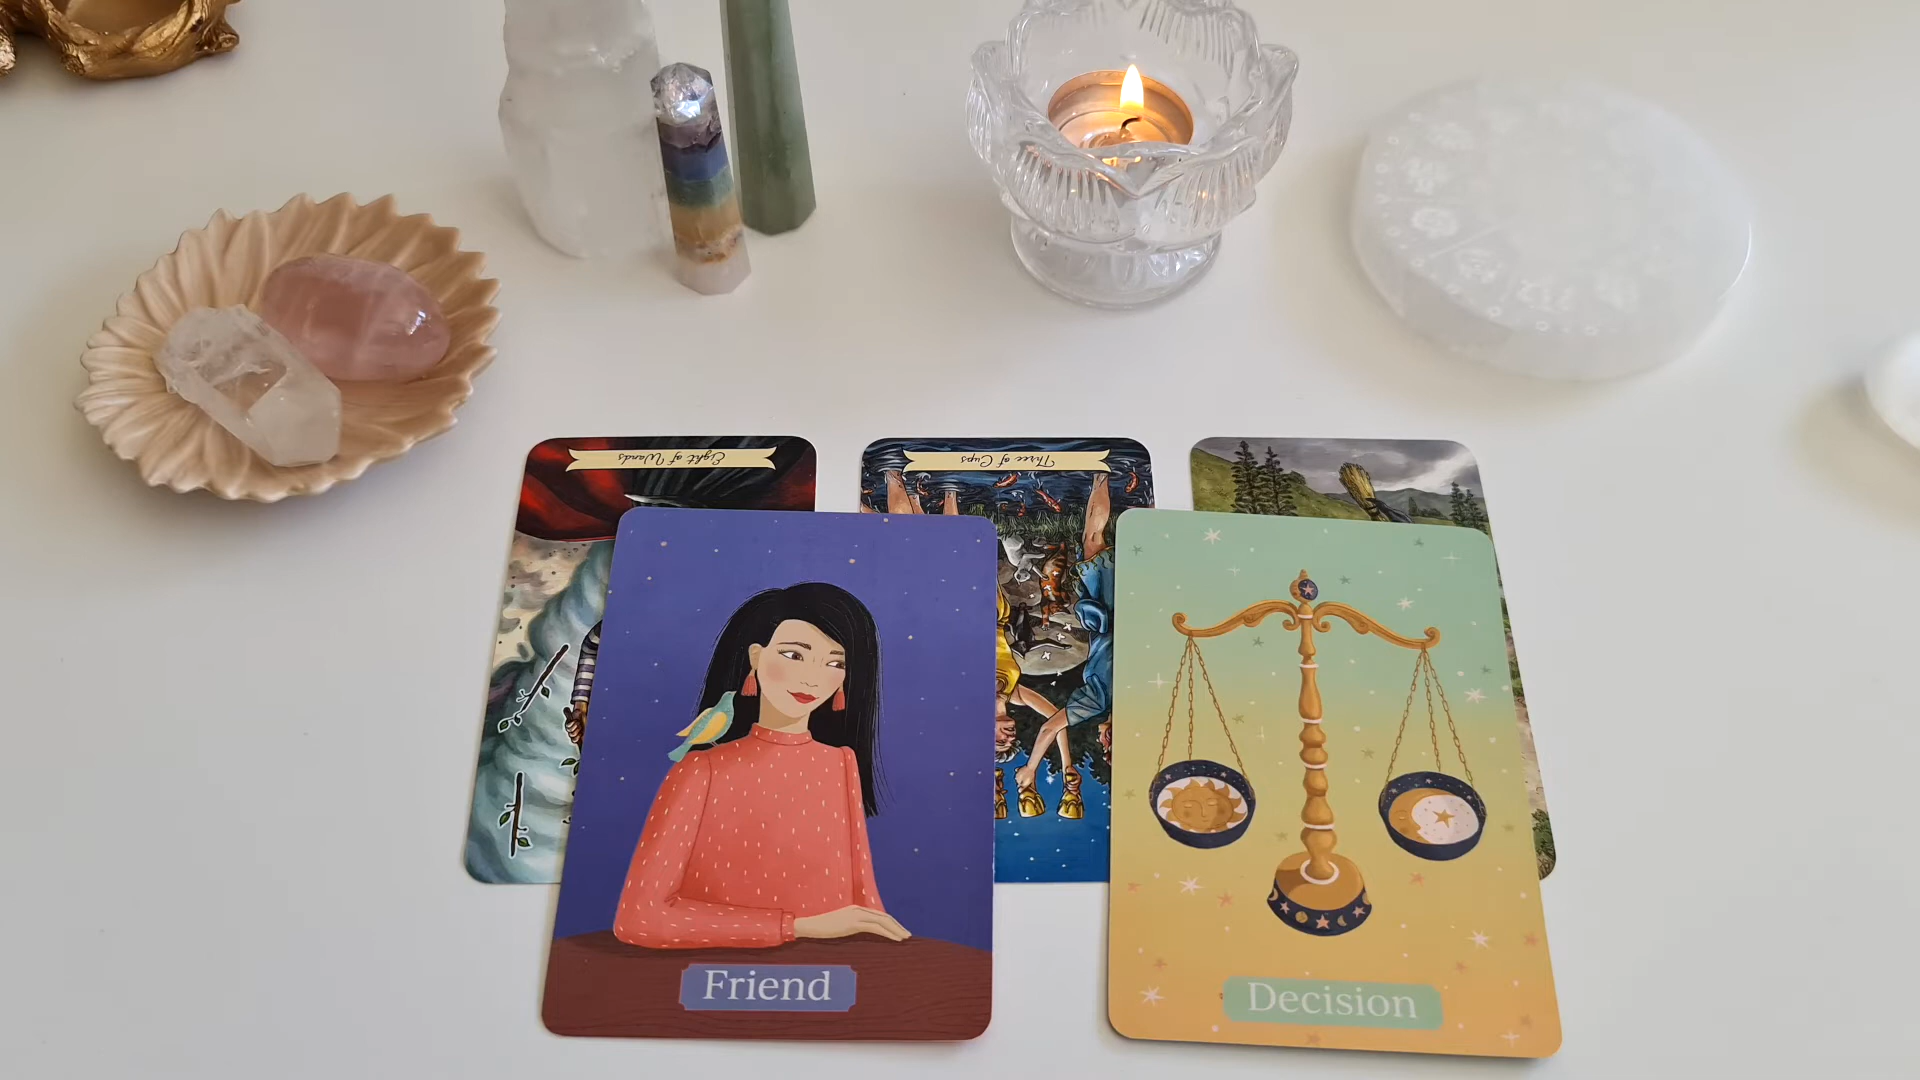 Eight of Wands
Three of Cups
Friend
Decision